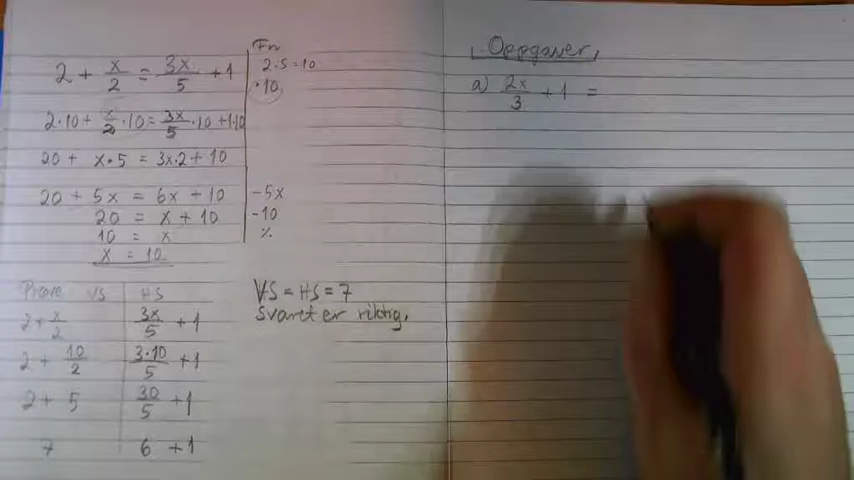 2 + x/2 = 3x/5 + 1
2·5=10
·10
2·10 + x/2 ·10 = 3x/5 ·10 + 1·10
20 + x·5 = 3x·2 + 10
20 + 5x = 6x + 10
-5x
20 = x + 10
-10
10 = x
x = 10
Prøve VS HS
2 + x/2 3x/5 + 1
2 + 10/2 3·10/5 + 1
2 + 5 30/5 + 1
7 6 + 1
VS = HS = 7
Svaret er riktig.
Oppgaver
a) 2x/3 + 1 =